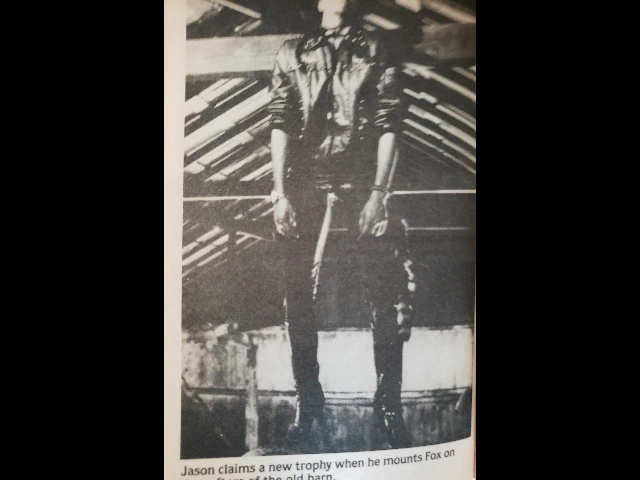 Jason claims a new trophy when he mounts Fox on
of the old barn.